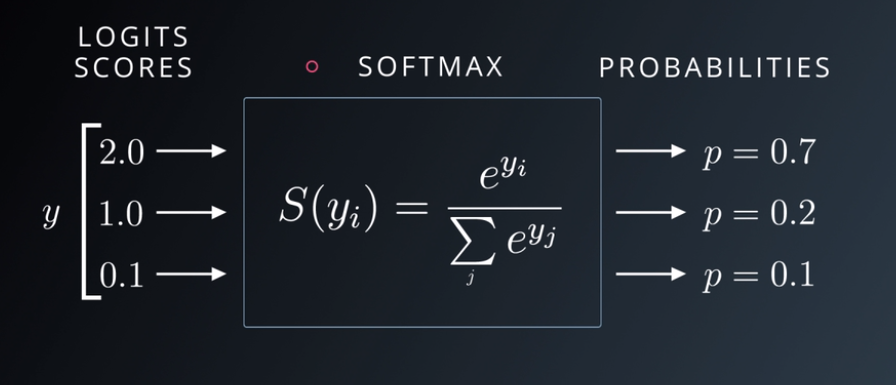 LOGITS
SCORES
SOFTMAX
PROBABILITIES
y
2.0
1.0
0.1
S(y_i) = e^{y_i} / \sum_j e^{y_j}
p = 0.7
p = 0.2
p = 0.1